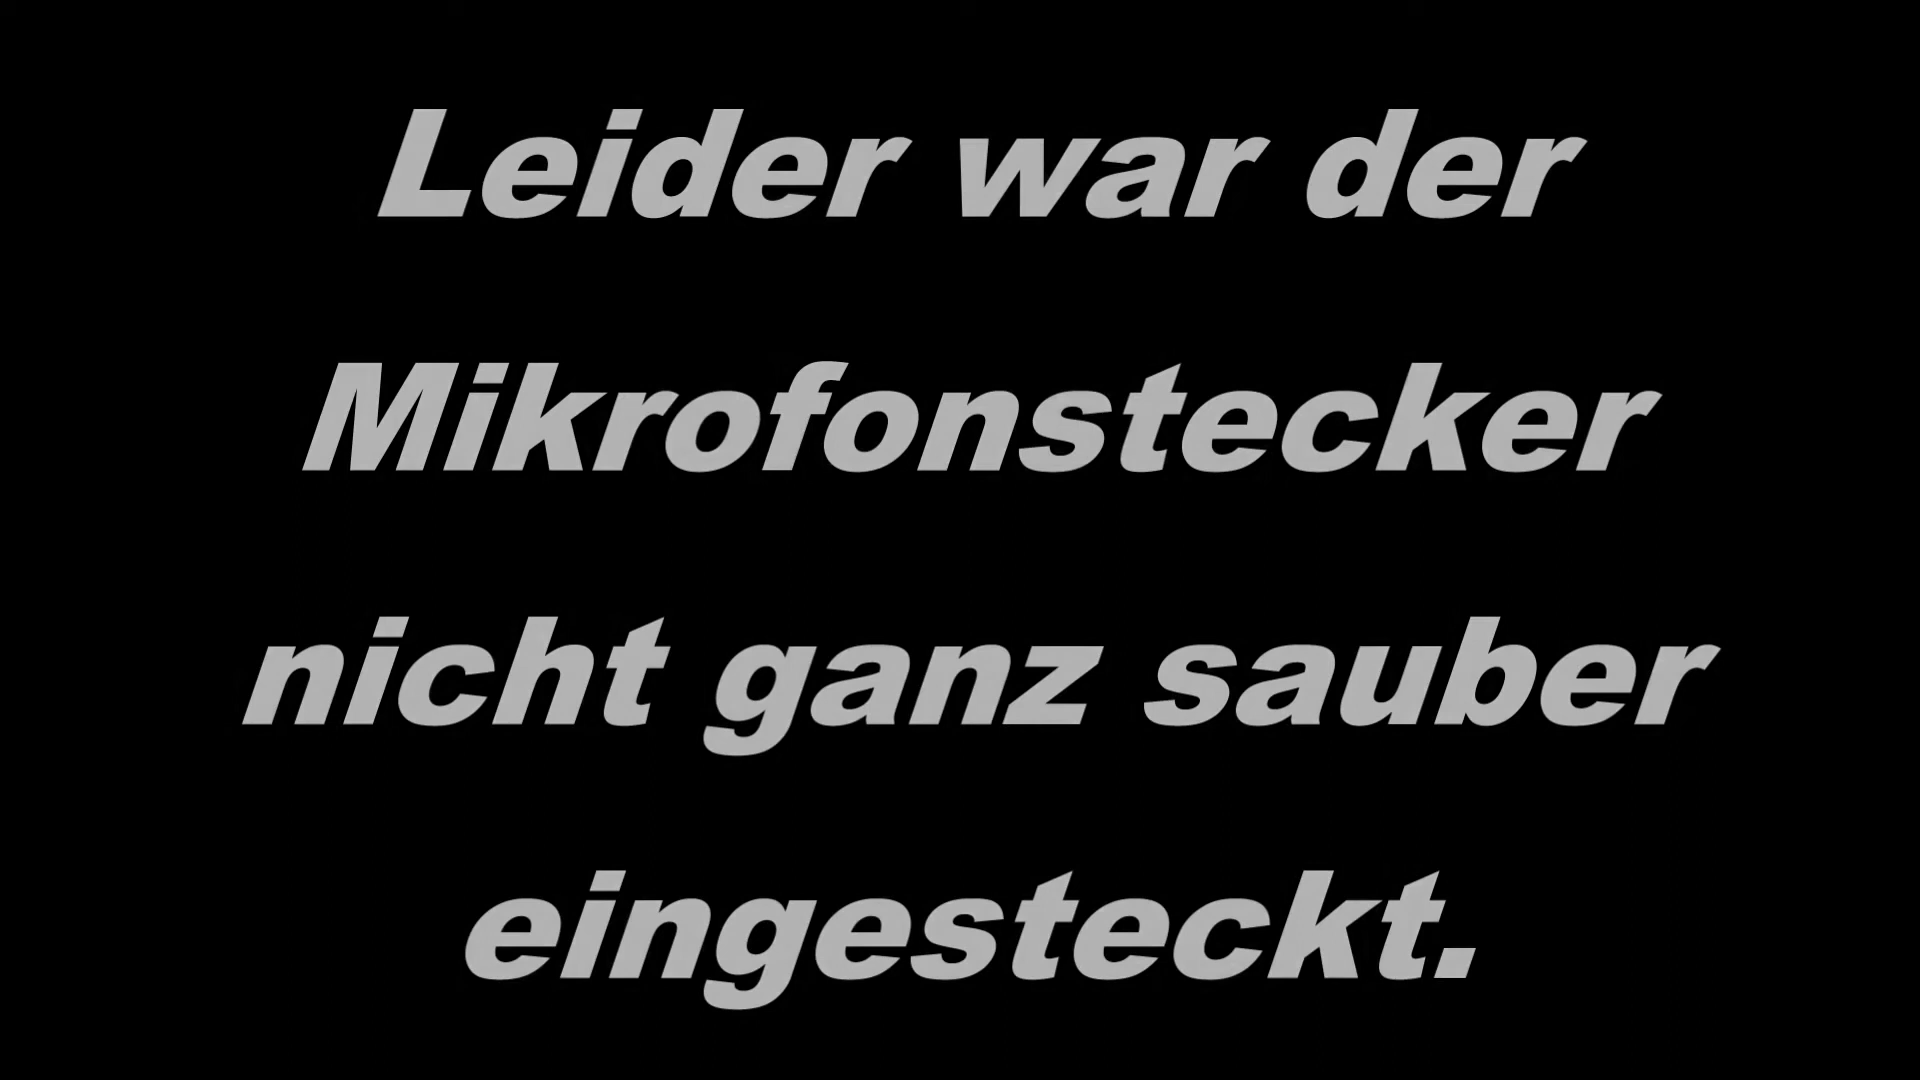 Leider war der
Mikrofonstecker
nicht ganz sauber
eingesteckt.